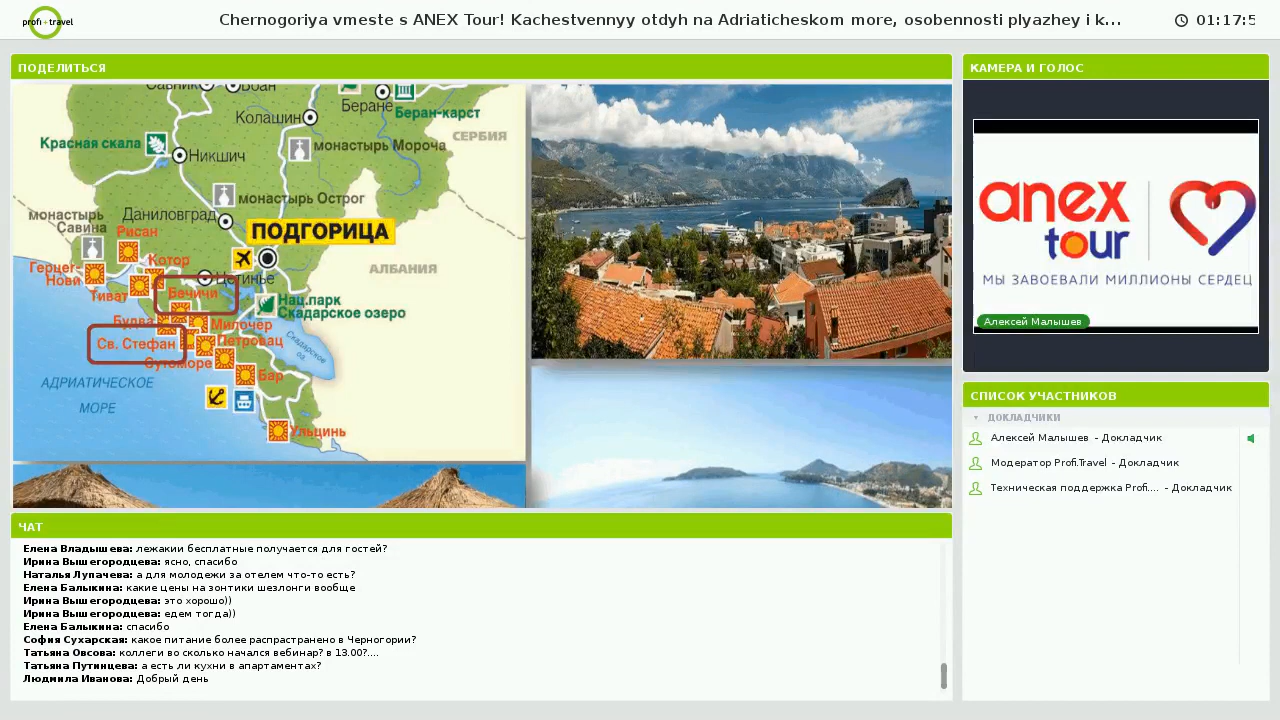 profi travel
Chernogoriya vmeste s ANEX Tour! Kachestvennyy otdyh na Adriaticheskom more, osobennosti plyazhey i k...
01:17:5
ПОДЕЛИТЬСЯ
Беране
Беран-карст
Колашин
СЕРБИЯ
Красная скала
монастырь Мороча
Никшич
монастырь Острог
монастырь
Савина
Даниловград
Рисан
ПОДГОРИЦА
Котор
Герцег
Нови
АЛБАНИЯ
Цетинье
Тиват
Бечичи
Нац.парк
Скадарское озеро
Будва
Милочер
Св. Стефан
Петровац
Скадарское
оз
Сутоморе
Бар
АДРИАТИЧЕСКОЕ
МОРЕ
Ульцинь
КАМЕРА И ГОЛОС
anex
tour
МЫ ЗАВОЕВАЛИ МИЛЛИОНЫ СЕРДЕЦ
Алексей Малышев
СПИСОК УЧАСТНИКОВ
ДОКЛАДЧИКИ
Алексей Малышев - Докладчик
Модератор Profi.Travel - Докладчик
Техническая поддержка Profi.... - Докладчик
ЧАТ
Елена Владышева: лежакии бесплатные получается для гостей?
Ирина Вышегородцева: ясно, спасибо
Наталья Лупачева: а для молодежи за отелем что-то есть?
Елена Балыкина: какие цены на зонтики шезлонги вообще
Ирина Вышегородцева: это хорошо))
Ирина Вышегородцева: едем тогда))
Елена Балыкина: спасибо
София Сухарская: какое питание более распрастранено в Черногории?
Татьяна Овсова: коллеги во сколько начался вебинар? в 13.00?....
Татьяна Путинцева: а есть ли кухни в апартаментах?
Людмила Иванова: Добрый день